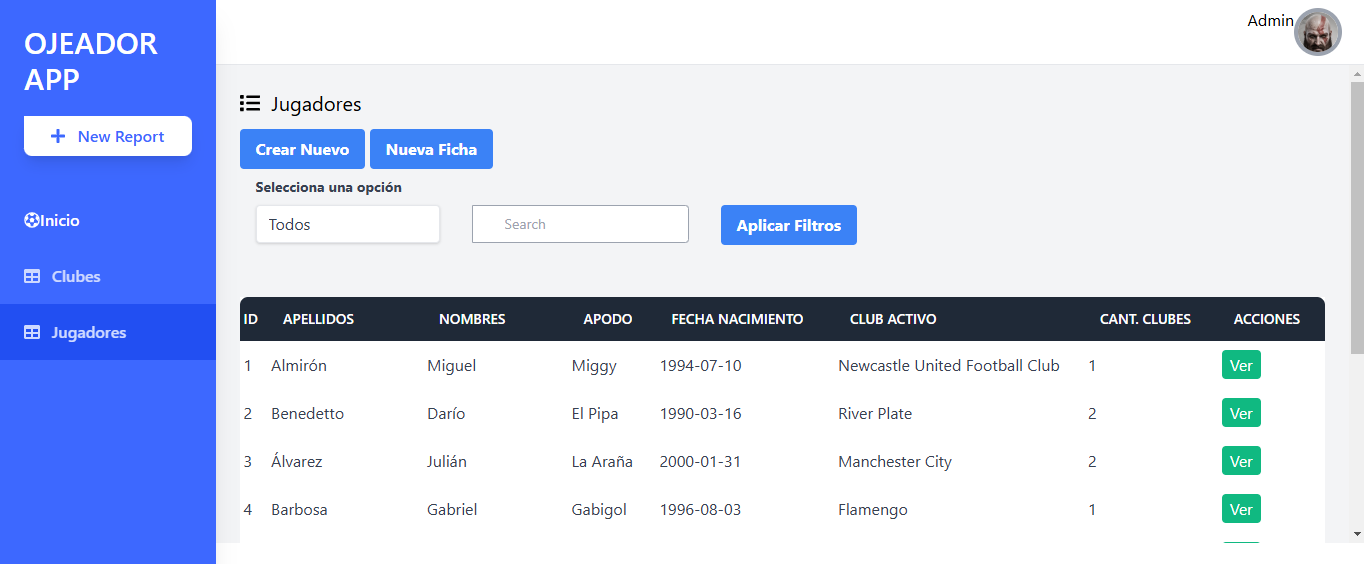 OJEADOR
APP
Admin
New Report
Inicio
Clubes
Jugadores
Jugadores
Crear Nuevo Nueva Ficha
Selecciona una opción
Todos Search Aplicar Filtros
ID APELLIDOS NOMBRES APODO FECHA NACIMIENTO CLUB ACTIVO CANT. CLUBES ACCIONES
1 Almirón Miguel Miggy 1994-07-10 Newcastle United Football Club 1 Ver
2 Benedetto Darío El Pipa 1990-03-16 River Plate 2 Ver
3 Álvarez Julián La Araña 2000-01-31 Manchester City 2 Ver
4 Barbosa Gabriel Gabigol 1996-08-03 Flamengo 1 Ver